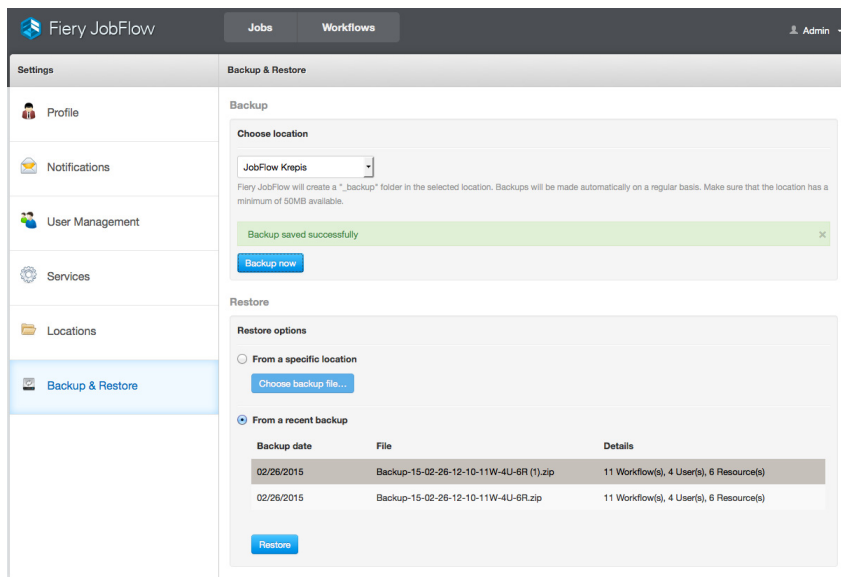 Fiery JobFlow
Jobs
Workflows
Admin
Settings
Profile
Notifications
User Management
Services
Locations
Backup & Restore
Backup & Restore
Backup
Choose location
JobFlow Krepis
Fiery JobFlow will create a "_backup" folder in the selected location. Backups will be made automatically on a regular basis. Make sure that the location has a
minimum of 50MB available.
Backup saved successfully
Backup now
Restore
Restore options
From a specific location
Choose backup file...
From a recent backup
Backup date File Details
02/26/2015 Backup-15-02-26-12-10-11W-4U-6R (1).zip 11 Workflow(s), 4 User(s), 6 Resource(s)
02/26/2015 Backup-15-02-26-12-10-11W-4U-6R.zip 11 Workflow(s), 4 User(s), 6 Resource(s)
Restore